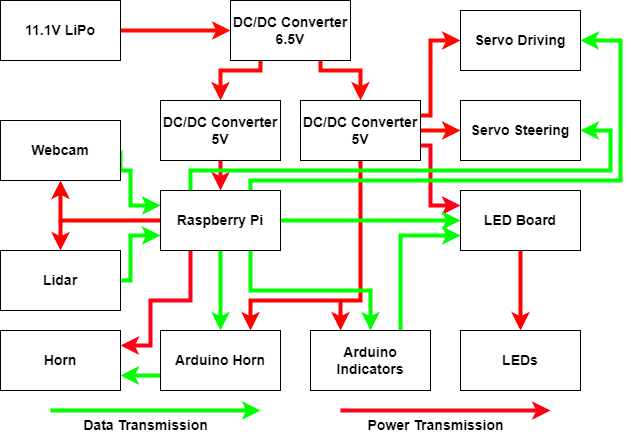 11.1V LiPo
DC/DC Converter
6.5V
Servo Driving
DC/DC Converter
5V
DC/DC Converter
5V
Servo Steering
Webcam
Raspberry Pi
LED Board
Lidar
Horn
Arduino Horn
Arduino
Indicators
LEDs
Data Transmission
Power Transmission